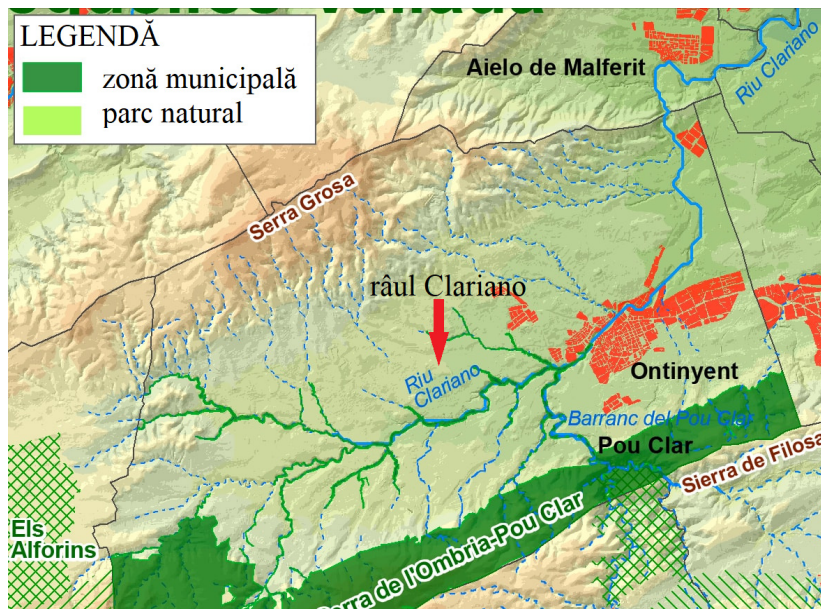 LEGENDĂ
zonă municipală
parc natural
Aielo de Malferit
Riu Clariano
Serra Grosa
râul Clariano
Riu
Clariano
Ontinyent
Barranc del Pou Clar
Pou Clar
Sierra de Filosa
Els
Alforins
Serra de l'Ombria-Pou Clar